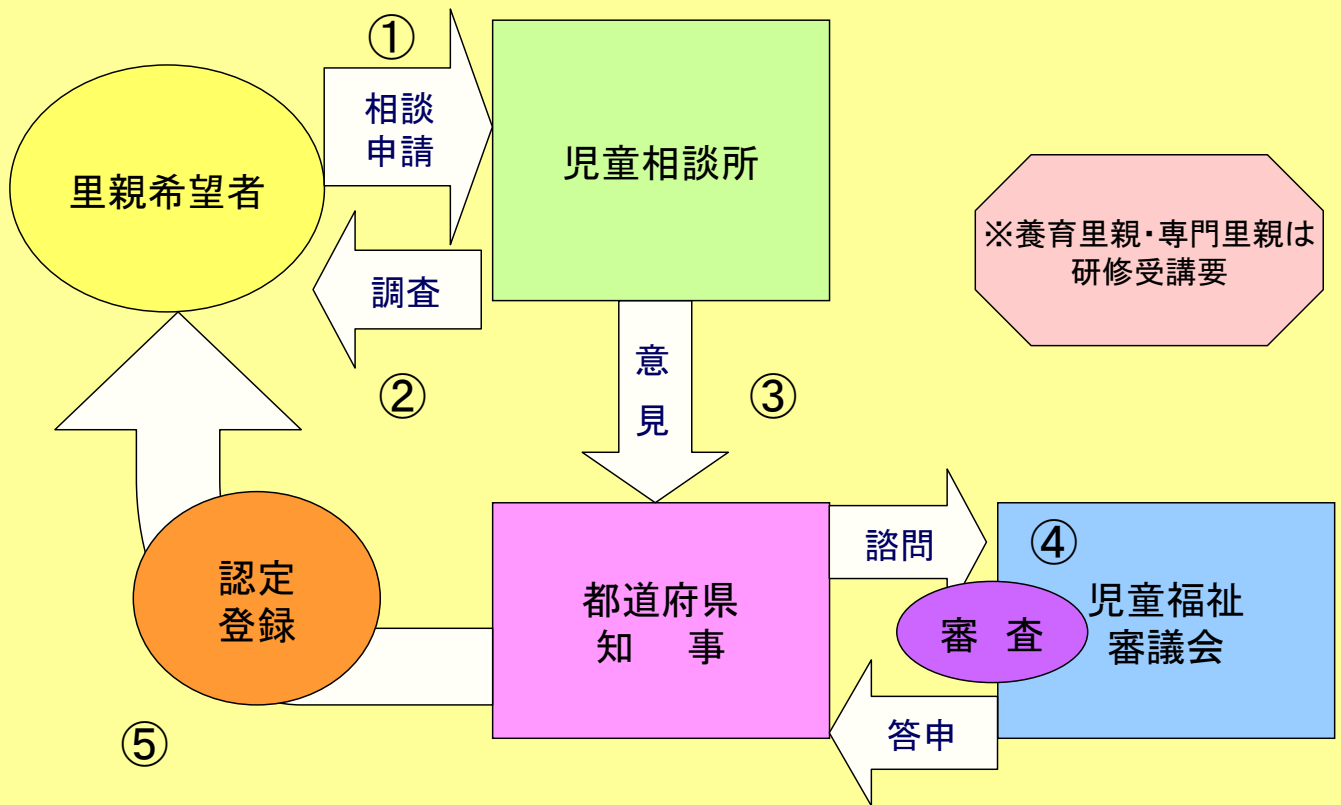 ①
相談
申請
里親希望者
児童相談所
※養育里親・専門里親は
研修受講要
調査
②
意
見
③
諮問
④
児童福祉
審議会
審 査
都道府県
知 事
認定
登録
答申
⑤